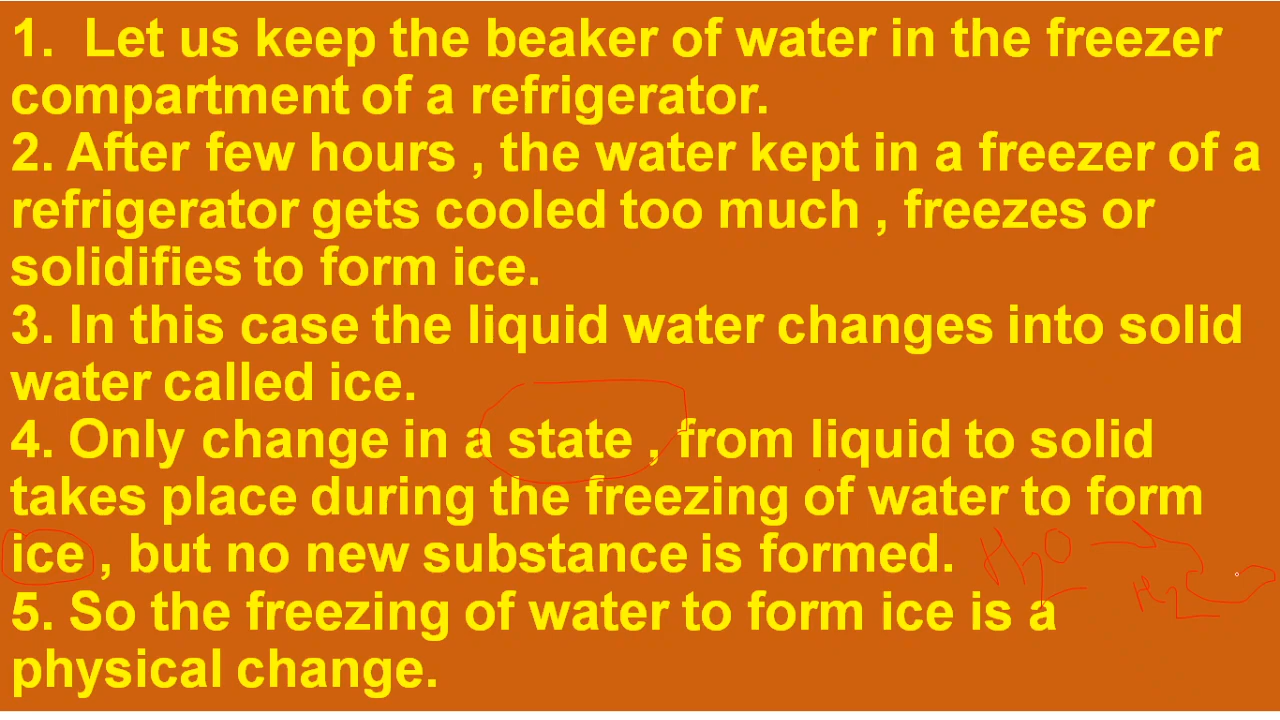 1.  Let us keep the beaker of water in the freezer
compartment of a refrigerator.
2. After few hours , the water kept in a freezer of a
refrigerator gets cooled too much , freezes or
solidifies to form ice.
3. In this case the liquid water changes into solid
water called ice.
4. Only change in a state , from liquid to solid
takes place during the freezing of water to form
ice , but no new substance is formed.
5. So the freezing of water to form ice is a
physical change.